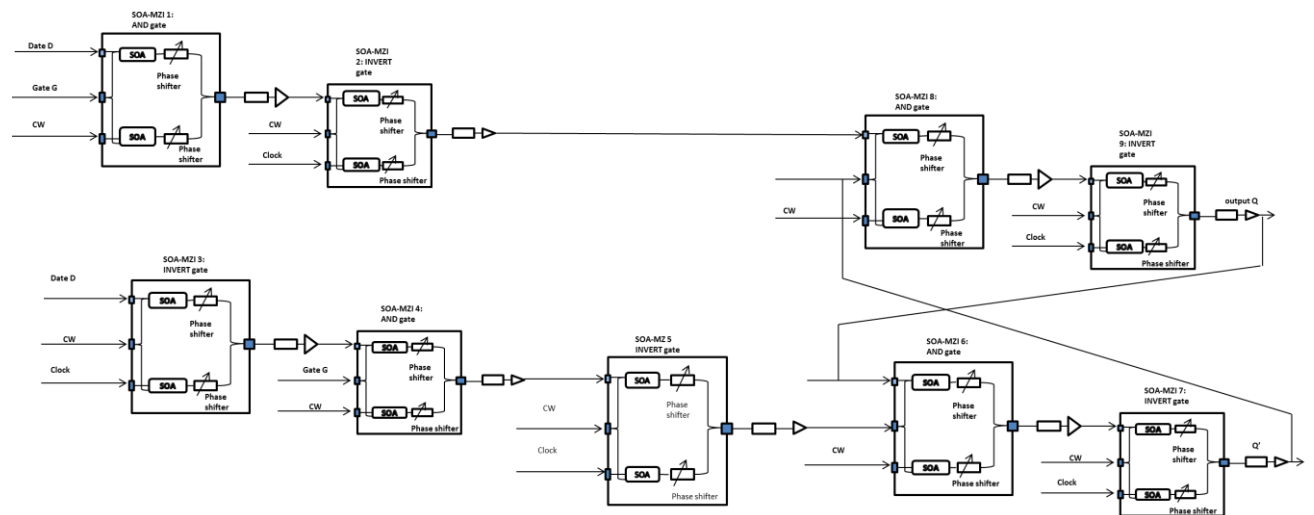 SOA-MZI 1:
AND gate
Date D
SOA
Phase
shifter
Gate G
CW
SOA
Phase
shifter
SOA-MZI
2: INVERT
gate
SOA
Phase
shifter
CW
Clock
SOA
Phase shifter
SOA-MZI 8:
AND gate
SOA
Phase
shifter
CW
SOA
Phase
shifter
SOA-MZI
9: INVERT
gate
SOA
Phase
shifter
CW
Clock
SOA
Phase shifter
output Q
SOA-MZI 3:
INVERT gate
Date D
SOA
Phase
shifter
CW
Clock
SOA
Phase
shifter
SOA-MZI 4:
AND gate
SOA
Phase
shifter
Gate G
CW
SOA
Phase shifter
SOA-MZ 5
INVERT gate
SOA
Phase
shifter
CW
Clock
SOA
Phase shifter
SOA-MZI 6:
AND gate
SOA
Phase
shifter
CW
SOA
Phase
shifter
SOA-MZI 7:
INVERT gate
SOA
Phase
shifter
CW
Clock
SOA
Phase shifter
Q'